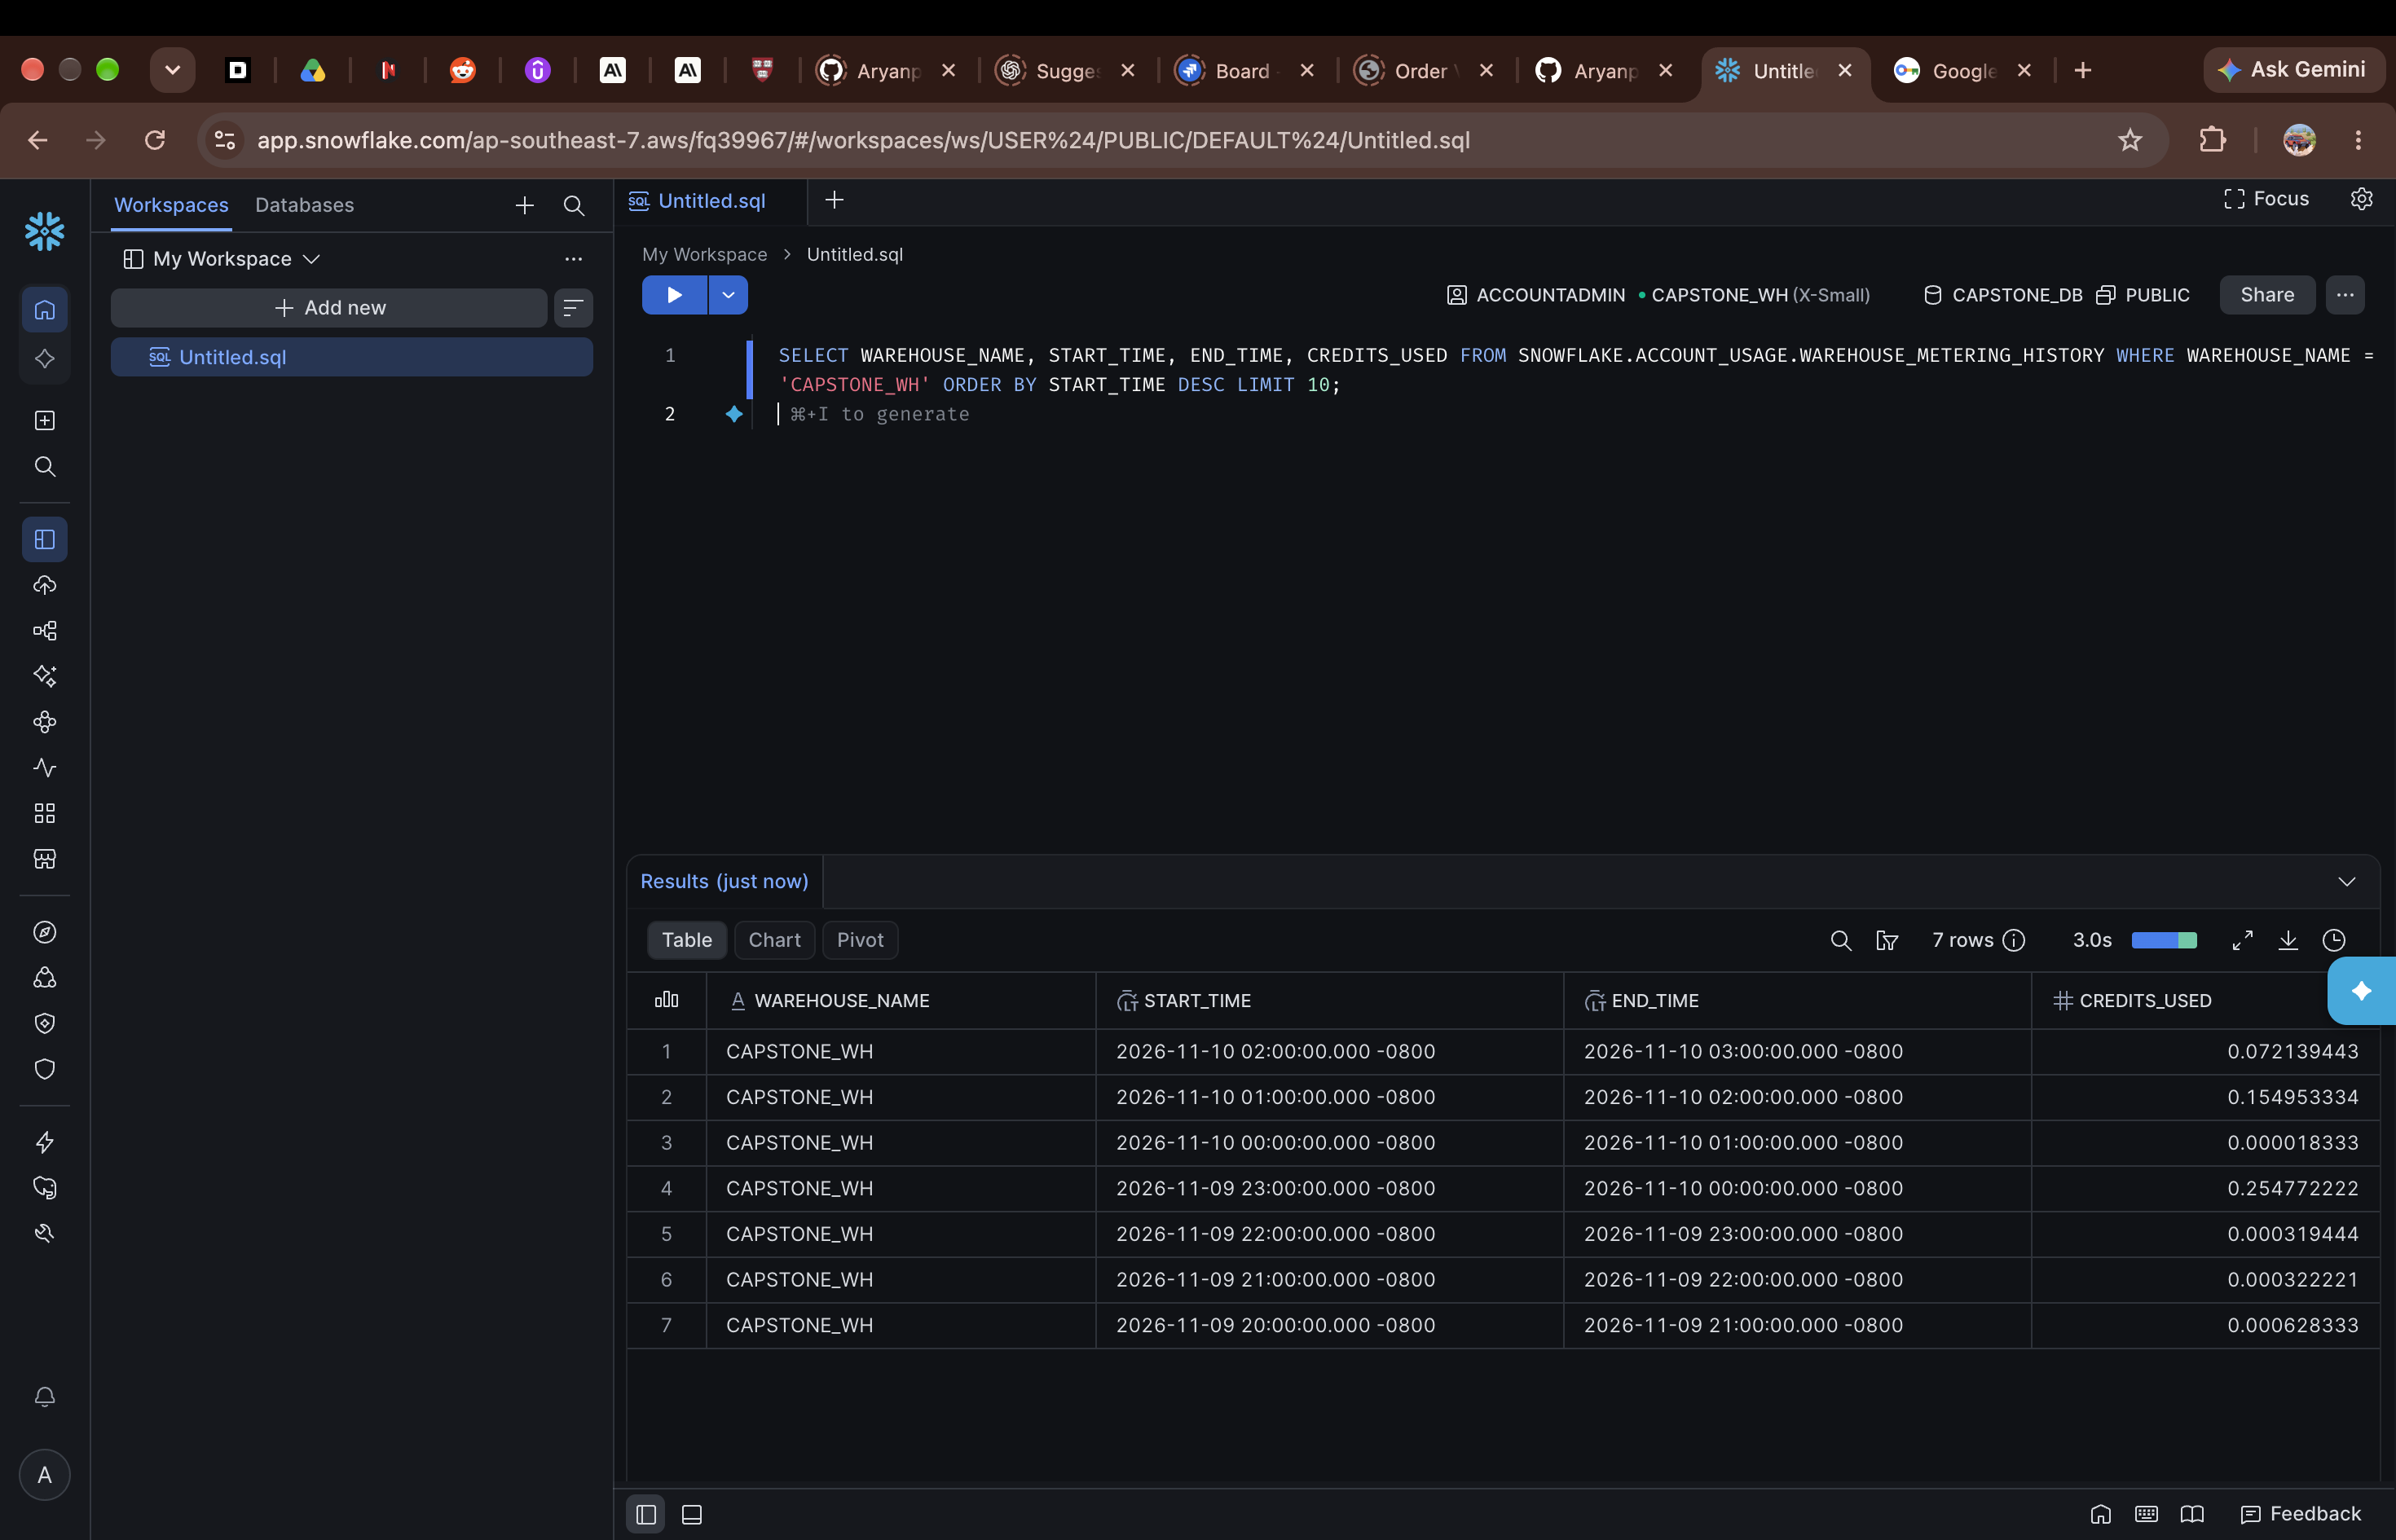 Aryanp
Sugges
Board -
Order
Aryanp
Untitle
Google
Ask Gemini
app.snowflake.com/ap-southeast-7.aws/fq39967/#/workspaces/ws/USER%24/PUBLIC/DEFAULT%24/Untitled.sql
Workspaces Databases
My Workspace
Add new
SQL Untitled.sql
SQL Untitled.sql
Focus
My Workspace > Untitled.sql
ACCOUNTADMIN CAPSTONE_WH (X-Small) CAPSTONE_DB PUBLIC Share
1 SELECT WAREHOUSE_NAME, START_TIME, END_TIME, CREDITS_USED FROM SNOWFLAKE.ACCOUNT_USAGE.WAREHOUSE_METERING_HISTORY WHERE WAREHOUSE_NAME =
'CAPSTONE_WH' ORDER BY START_TIME DESC LIMIT 10;
2 ⌘+I to generate
Results (just now)
Table Chart Pivot 7 rows 3.0s
WAREHOUSE_NAME START_TIME END_TIME CREDITS_USED
1 CAPSTONE_WH 2026-11-10 02:00:00.000 -0800 2026-11-10 03:00:00.000 -0800 0.072139443
2 CAPSTONE_WH 2026-11-10 01:00:00.000 -0800 2026-11-10 02:00:00.000 -0800 0.154953334
3 CAPSTONE_WH 2026-11-10 00:00:00.000 -0800 2026-11-10 01:00:00.000 -0800 0.000018333
4 CAPSTONE_WH 2026-11-09 23:00:00.000 -0800 2026-11-10 00:00:00.000 -0800 0.254772222
5 CAPSTONE_WH 2026-11-09 22:00:00.000 -0800 2026-11-09 23:00:00.000 -0800 0.000319444
6 CAPSTONE_WH 2026-11-09 21:00:00.000 -0800 2026-11-09 22:00:00.000 -0800 0.000322221
7 CAPSTONE_WH 2026-11-09 20:00:00.000 -0800 2026-11-09 21:00:00.000 -0800 0.000628333
A
Feedback